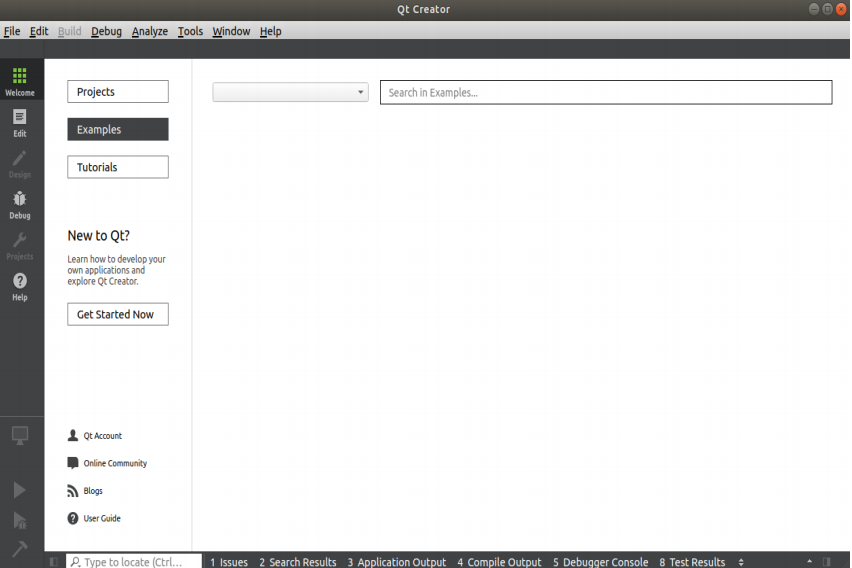 Qt Creator
File Edit Build Debug Analyze Tools Window Help
Welcome
Edit
Design
Debug
Projects
Help
Projects
Examples
Tutorials
New to Qt?
Learn how to develop your
own applications and
explore Qt Creator.
Get Started Now
Qt Account
Online Community
Blogs
User Guide
Search in Examples...
Type to locate (Ctrl... 1 Issues 2 Search Results 3 Application Output 4 Compile Output 5 Debugger Console 8 Test Results